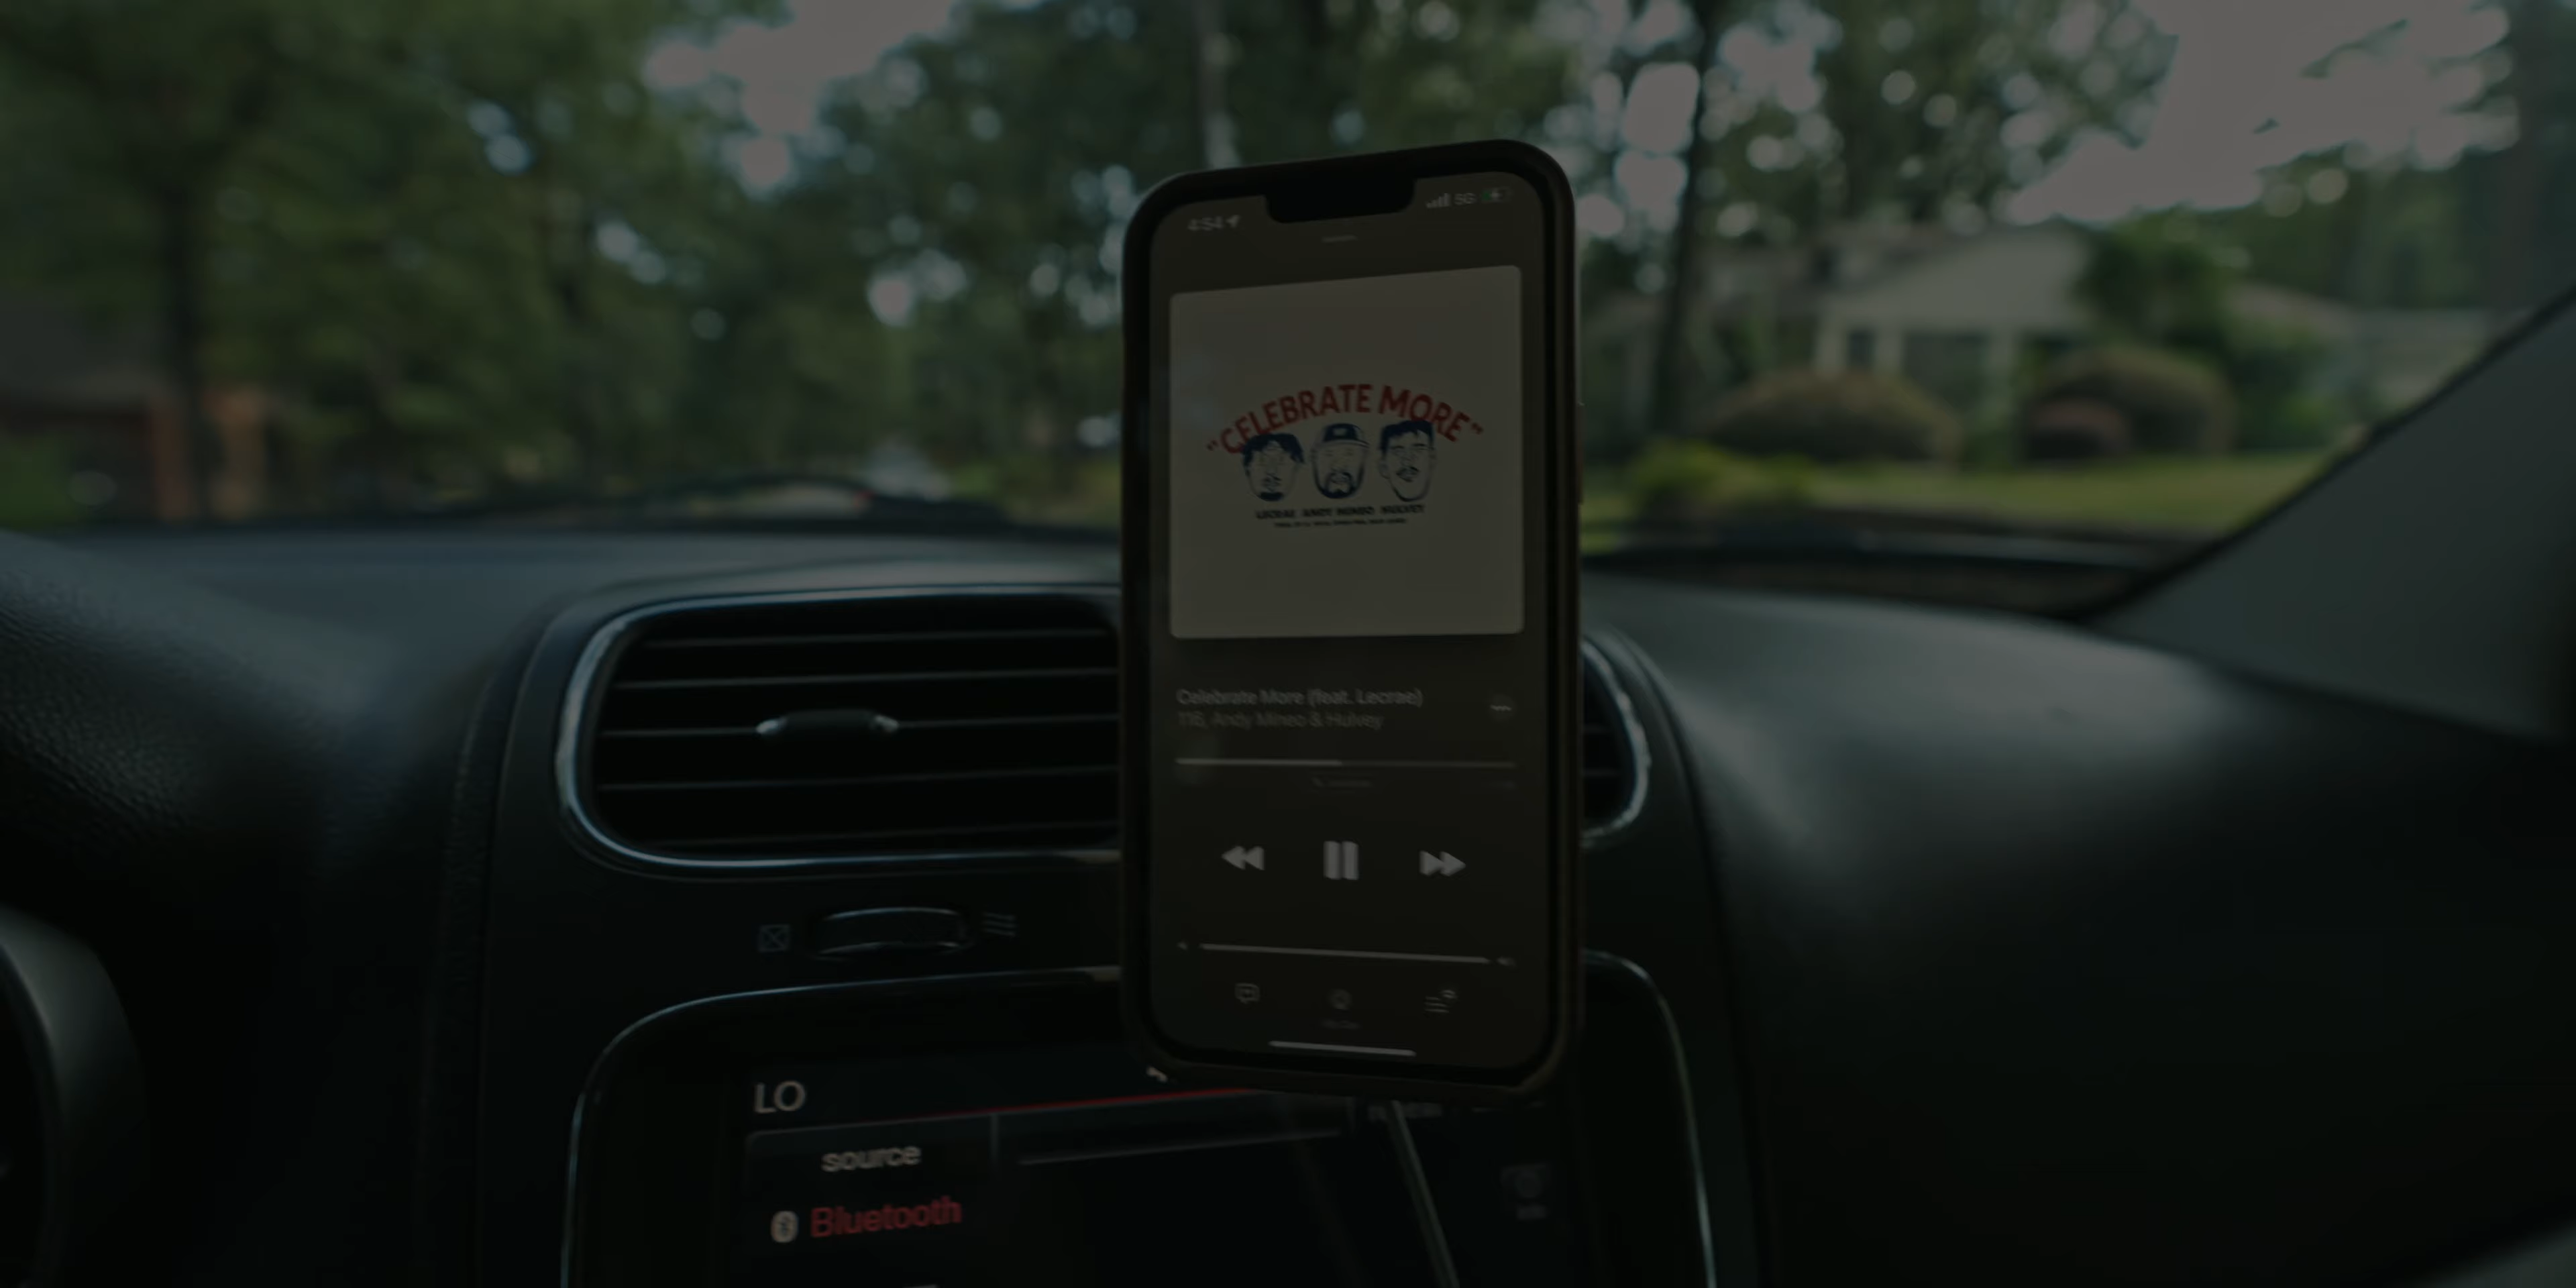 4:54
5G
"CELEBRATE MORE"
LECRAE ANDY MINEO HULVEY
Celebrate More (feat. Lecrae)
116, Andy Mineo & Hulvey
LO
source
Bluetooth